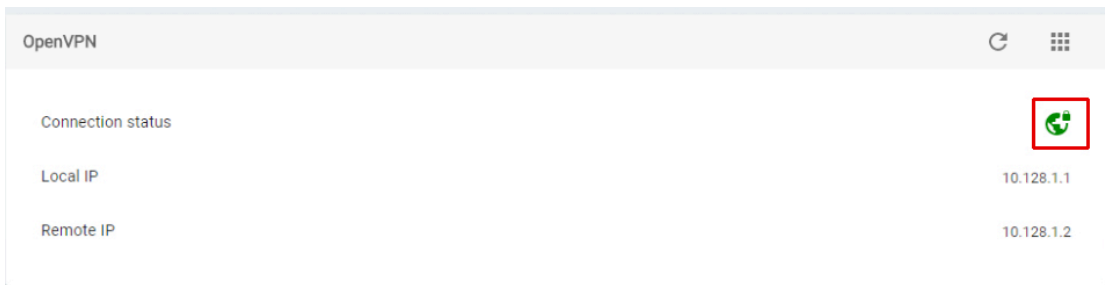 OpenVPN
Connection status
Local IP 10.128.1.1
Remote IP 10.128.1.2